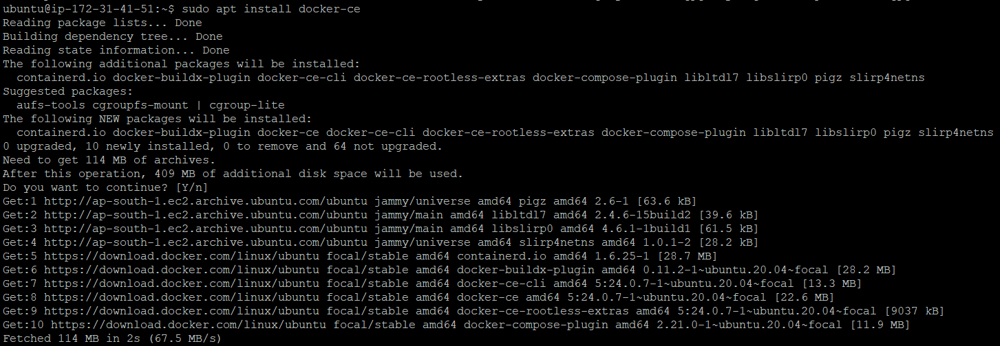 ubuntu@ip-172-31-41-51:~$ sudo apt install docker-ce
Reading package lists... Done
Building dependency tree... Done
Reading state information... Done
The following additional packages will be installed:
  containerd.io docker-buildx-plugin docker-ce-cli docker-ce-rootless-extras docker-compose-plugin libltdl7 libslirp0 pigz slirp4netns
Suggested packages:
  aufs-tools cgroupfs-mount | cgroup-lite
The following NEW packages will be installed:
  containerd.io docker-buildx-plugin docker-ce docker-ce-cli docker-ce-rootless-extras docker-compose-plugin libltdl7 libslirp0 pigz slirp4netns
0 upgraded, 10 newly installed, 0 to remove and 64 not upgraded.
Need to get 114 MB of archives.
After this operation, 409 MB of additional disk space will be used.
Do you want to continue? [Y/n]
Get:1 http://ap-south-1.ec2.archive.ubuntu.com/ubuntu jammy/universe amd64 pigz amd64 2.6-1 [63.6 kB]
Get:2 http://ap-south-1.ec2.archive.ubuntu.com/ubuntu jammy/main amd64 libltdl7 amd64 2.4.6-15build2 [39.6 kB]
Get:3 http://ap-south-1.ec2.archive.ubuntu.com/ubuntu jammy/main amd64 libslirp0 amd64 4.6.1-1build1 [61.5 kB]
Get:4 http://ap-south-1.ec2.archive.ubuntu.com/ubuntu jammy/universe amd64 slirp4netns amd64 1.0.1-2 [28.2 kB]
Get:5 https://download.docker.com/linux/ubuntu focal/stable amd64 containerd.io amd64 1.6.25-1 [28.7 MB]
Get:6 https://download.docker.com/linux/ubuntu focal/stable amd64 docker-buildx-plugin amd64 0.11.2-1~ubuntu.20.04~focal [28.2 MB]
Get:7 https://download.docker.com/linux/ubuntu focal/stable amd64 docker-ce-cli amd64 5:24.0.7-1~ubuntu.20.04~focal [13.3 MB]
Get:8 https://download.docker.com/linux/ubuntu focal/stable amd64 docker-ce amd64 5:24.0.7-1~ubuntu.20.04~focal [22.6 MB]
Get:9 https://download.docker.com/linux/ubuntu focal/stable amd64 docker-ce-rootless-extras amd64 5:24.0.7-1~ubuntu.20.04~focal [9037 kB]
Get:10 https://download.docker.com/linux/ubuntu focal/stable amd64 docker-compose-plugin amd64 2.21.0-1~ubuntu.20.04~focal [11.9 MB]
Fetched 114 MB in 2s (67.5 MB/s)